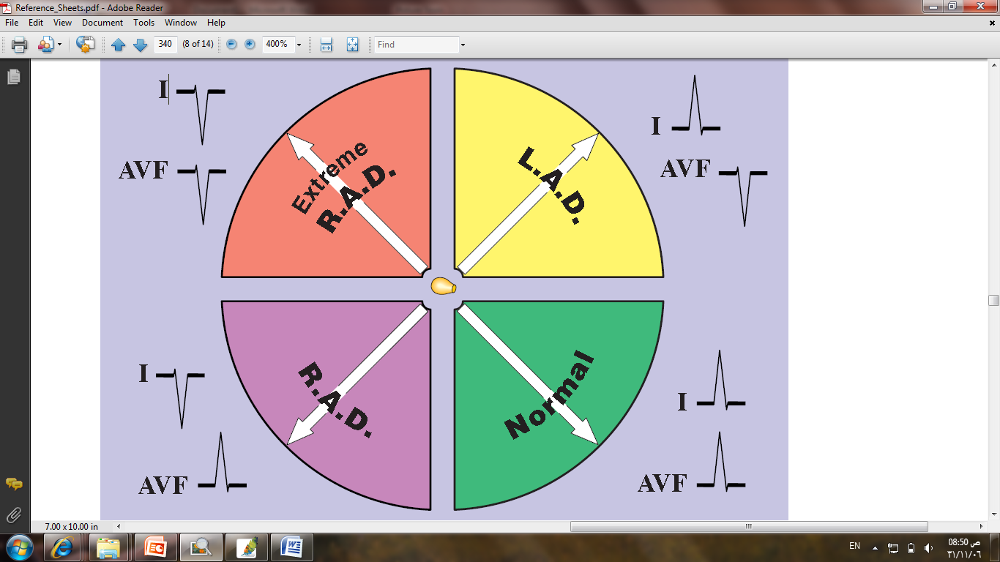 Reference_Sheets.pdf - Adobe Reader
File Edit View Document Tools Window Help
340 (8 of 14) 400% Find
I
AVF
Extreme
R.A.D.
L.A.D.
I
AVF
I
AVF
R.A.D.
Normal
I
AVF
7.00 x 10.00 in
EN
08:50 ص
٣١/١١/٠٦